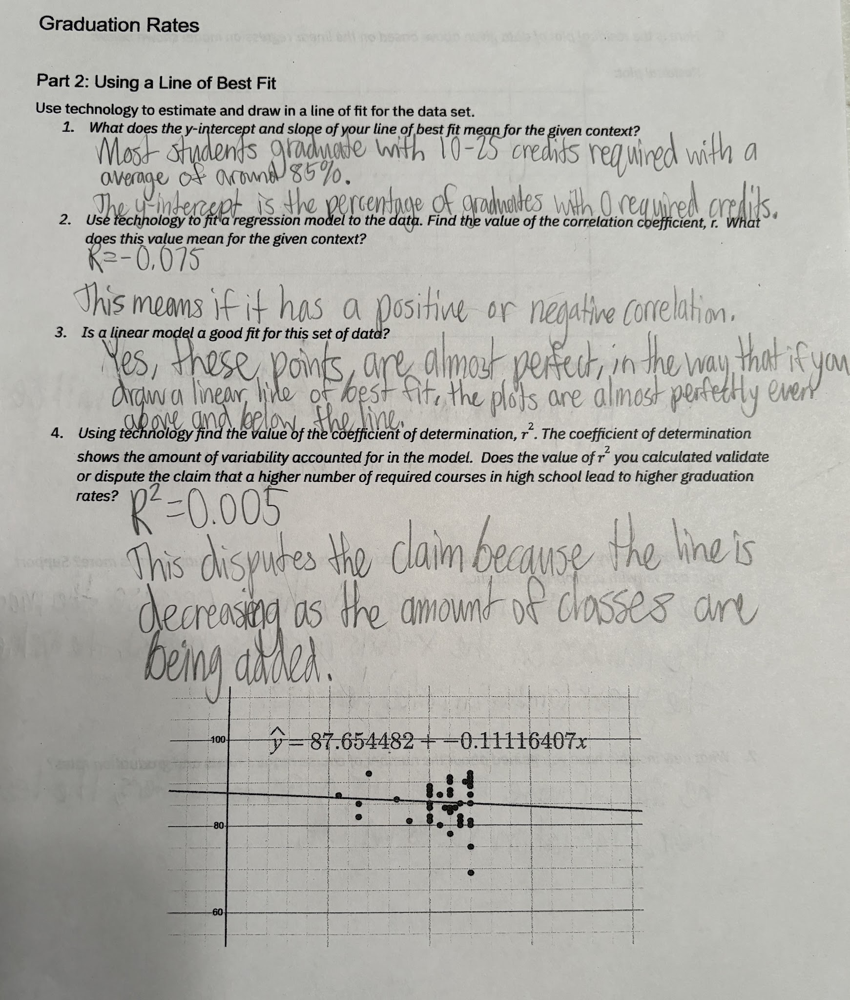 Graduation Rates
Part 2: Using a Line of Best Fit
Use technology to estimate and draw in a line of fit for the data set.
1. What does the y-intercept and slope of your line of best fit mean for the given context?
Most students graduate with 10-25 credits required with a
average of around 85%.
The y-intercept is the percentage of graduates with 0 required credits.
2. Use technology to fit a regression model to the data. Find the value of the correlation coefficient, r. What
does this value mean for the given context?
R=-0.075
This means if it has a positive or negative correlation.
3. Is a linear model a good fit for this set of data?
Yes, these points, are almost perfect, in the way that if you
draw a linear line of best fit, the plots are almost perfectly even
above and below the line.
4. Using technology find the value of the coefficient of determination, r². The coefficient of determination
shows the amount of variability accounted for in the model. Does the value of r² you calculated validate
or dispute the claim that a higher number of required courses in high school lead to higher graduation
rates?
R²=0.005
This disputes the claim because the line is
decreasing as the amount of classes are
being added.
100
ŷ = 87.654482 + -0.11116407x
80
60